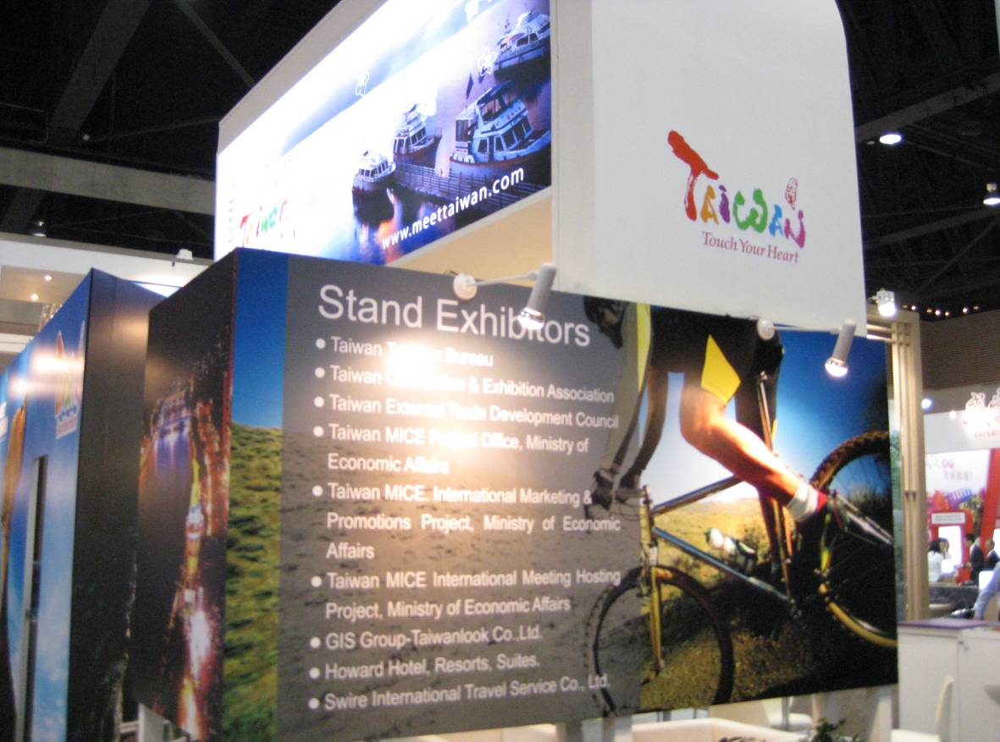 www.meettaiwan.com
TAIWAN
Touch Your Heart
Stand Exhibitors
• Taiwan Bureau
• Taiwan & Exhibition Association
• Taiwan External Trade Development Council
• Taiwan MICE Project Office, Ministry of
Economic Affairs
• Taiwan MICE. International Marketing &
Promotions Project, Ministry of Economic
Affairs
• Taiwan MICE International Meeting Hosting
Project, Ministry of Economic Affairs
• GIS Group-Taiwanlook Co.,Ltd.
• Howard Hotel, Resorts, Suites.
• Swire International Travel Service Co., Ltd.